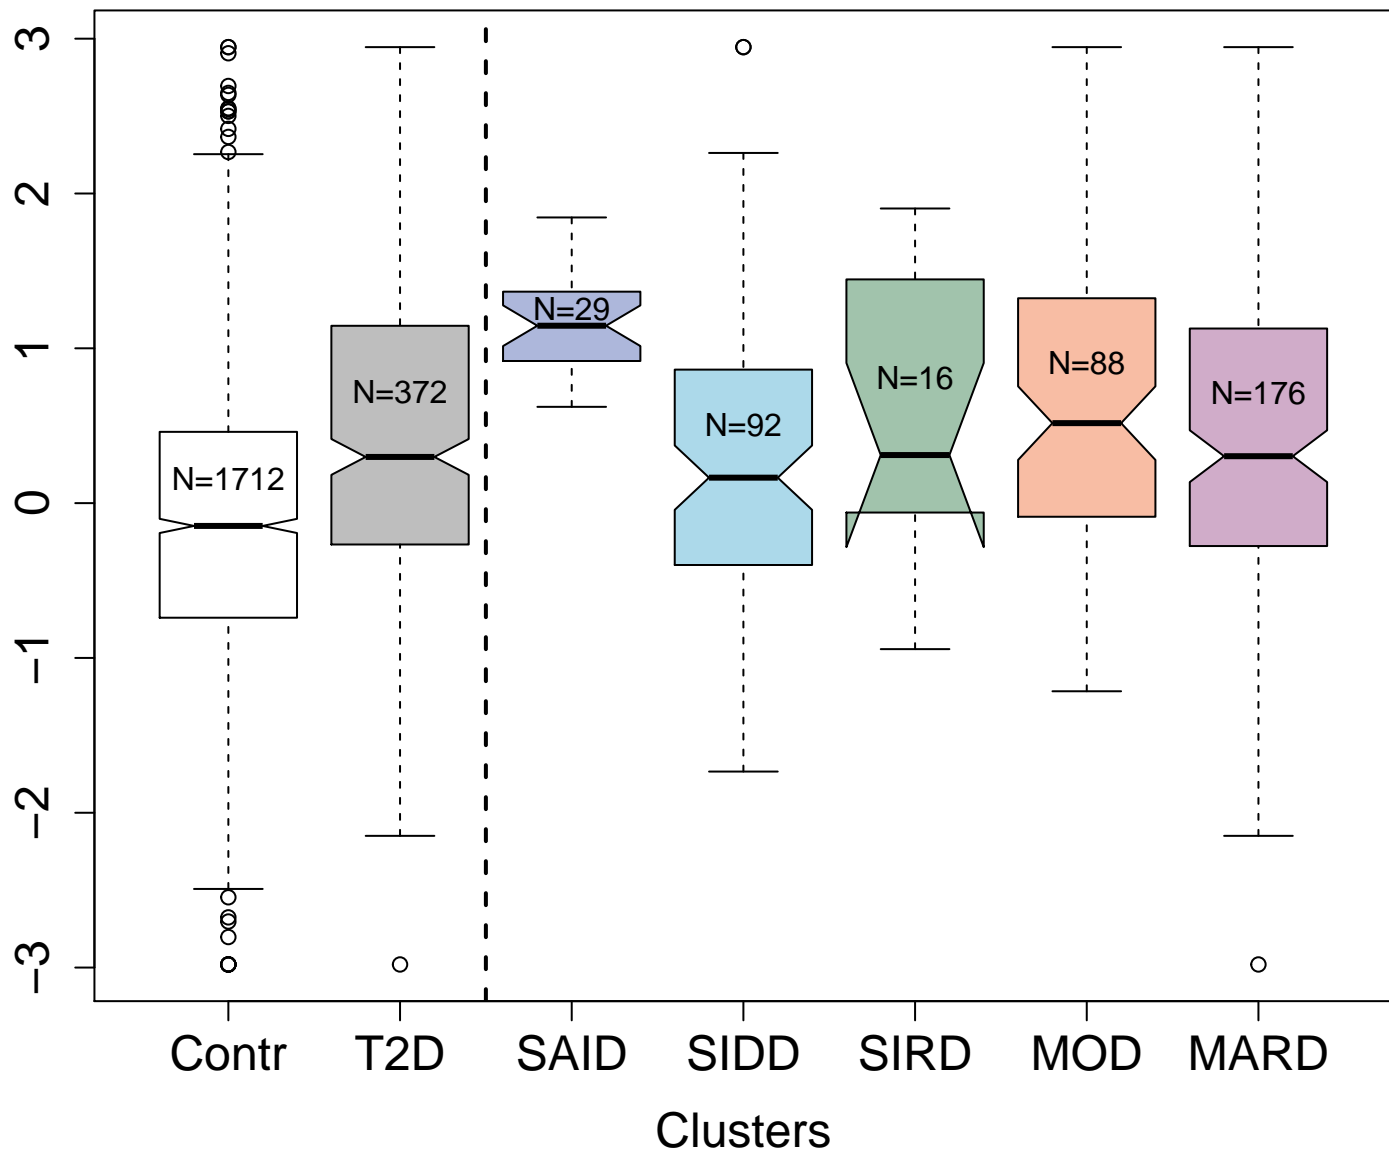 3
2
1
0
−1
−2
−3
N=1712
N=372
N=29
N=92
N=16
N=88
N=176
Contr T2D SAID SIDD SIRD MOD MARD
Clusters